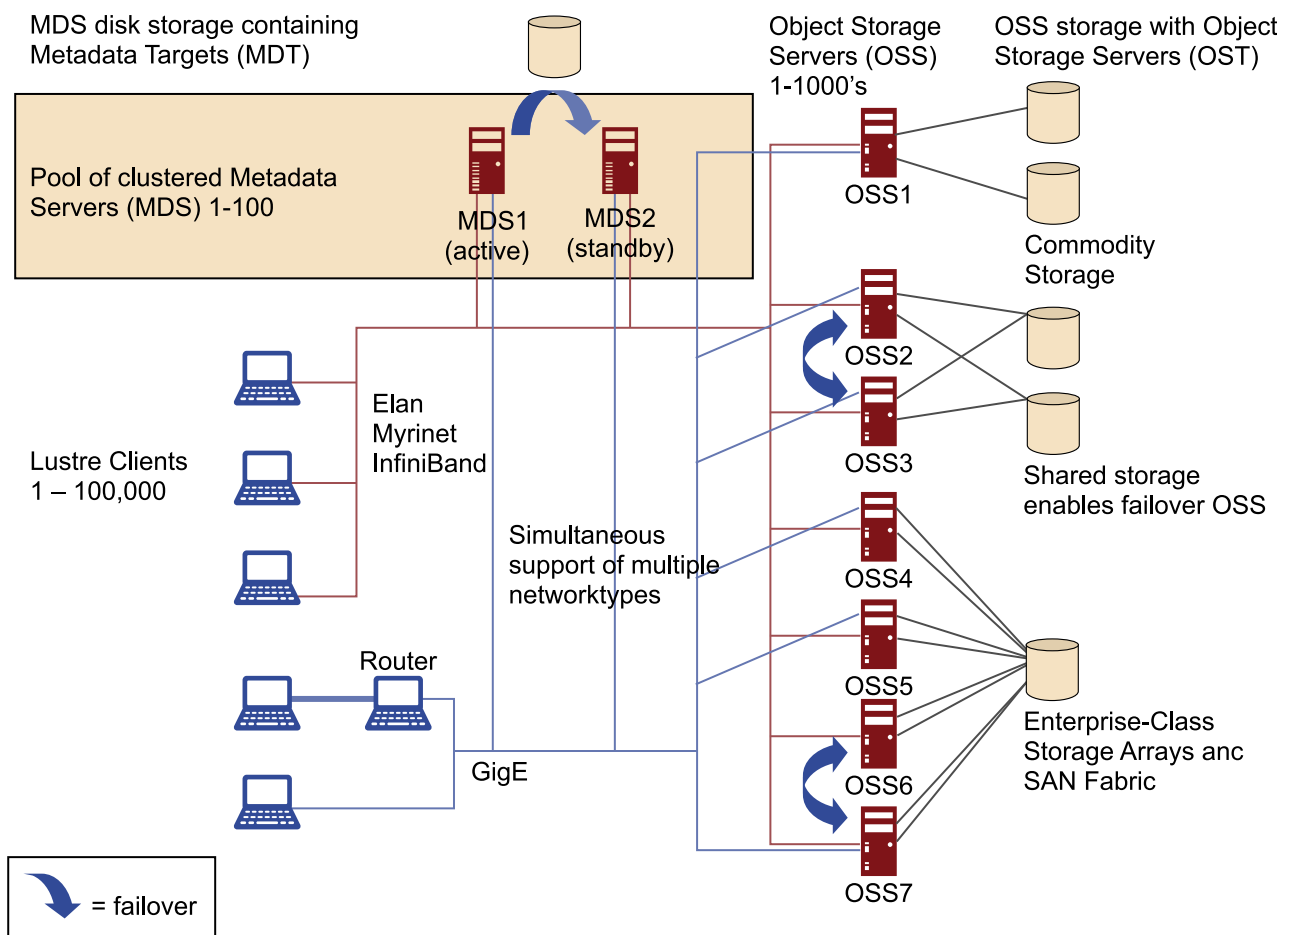 MDS disk storage containing
Metadata Targets (MDT)
Object Storage
Servers (OSS)
1-1000's
OSS storage with Object
Storage Servers (OST)
Pool of clustered Metadata
Servers (MDS) 1-100
MDS1
(active)
MDS2
(standby)
OSS1
Commodity
Storage
OSS2
Elan
Myrinet
InfiniBand
OSS3
Lustre Clients
1 – 100,000
Shared storage
enables failover OSS
Simultaneous
support of multiple
networktypes
OSS4
Router
OSS5
Enterprise-Class
Storage Arrays anc
SAN Fabric
GigE
OSS6
OSS7
= failover